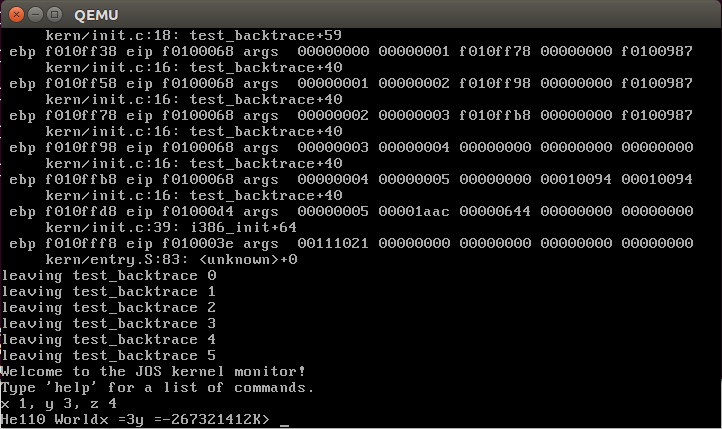 QEMU
kern/init.c:18: test_backtrace+59
ebp f010ff38 eip f0100068 args 00000000 00000001 f010ff78 00000000 f0100987
kern/init.c:16: test_backtrace+40
ebp f010ff58 eip f0100068 args 00000001 00000002 f010ff98 00000000 f0100987
kern/init.c:16: test_backtrace+40
ebp f010ff78 eip f0100068 args 00000002 00000003 f010ffb8 00000000 f0100987
kern/init.c:16: test_backtrace+40
ebp f010ff98 eip f0100068 args 00000003 00000004 00000000 00000000 00000000
kern/init.c:16: test_backtrace+40
ebp f010ffb8 eip f0100068 args 00000004 00000005 00000000 00010094 00010094
kern/init.c:16: test_backtrace+40
ebp f010ffd8 eip f01000d4 args 00000005 00001aac 00000644 00000000 00000000
kern/init.c:39: i386_init+64
ebp f010fff8 eip f010003e args 00111021 00000000 00000000 00000000 00000000
kern/entry.S:83: <unknown>+0
leaving test_backtrace 0
leaving test_backtrace 1
leaving test_backtrace 2
leaving test_backtrace 3
leaving test_backtrace 4
leaving test_backtrace 5
Welcome to the JOS kernel monitor!
Type 'help' for a list of commands.
x 1, y 3, z 4
He110 Worldx =3y =-267321412K> _